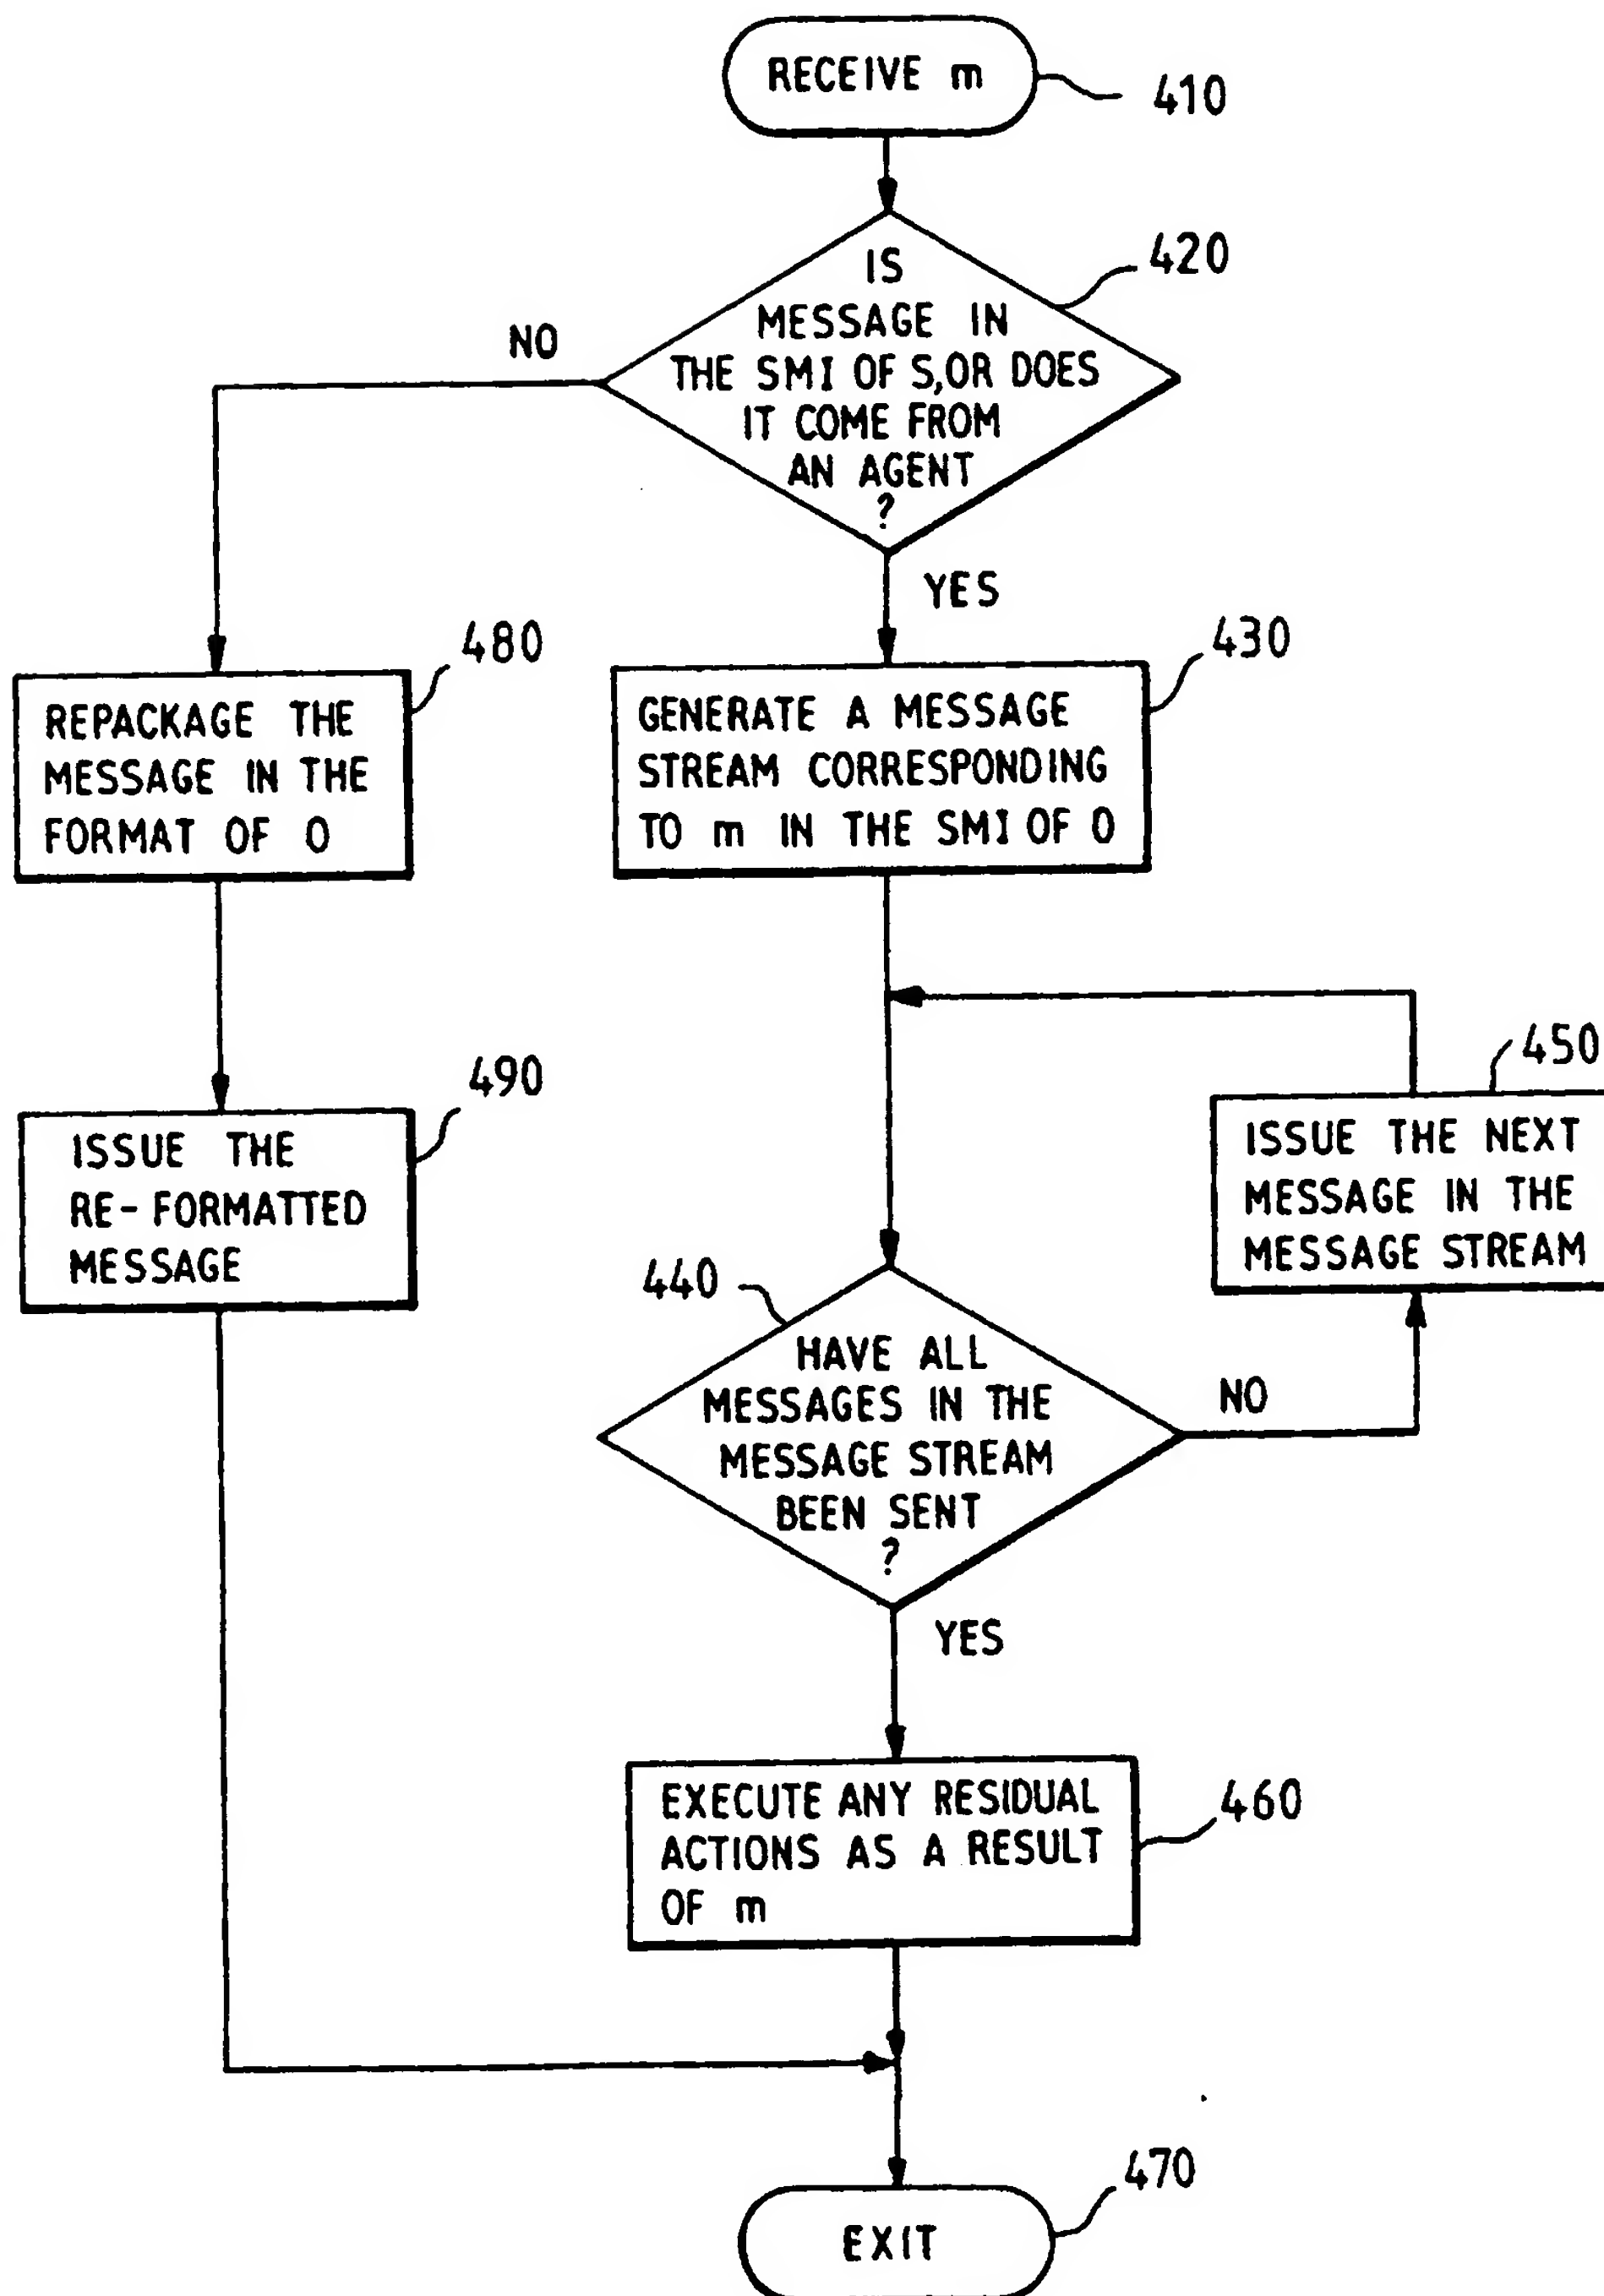 RECEIVE m
410
IS
MESSAGE IN
THE SMI OF S, OR DOES
IT COME FROM
AN AGENT
?
420
NO
YES
480
REPACKAGE THE
MESSAGE IN THE
FORMAT OF O
430
GENERATE A MESSAGE
STREAM CORRESPONDING
TO m IN THE SMI OF O
490
ISSUE THE
RE-FORMATTED
MESSAGE
450
ISSUE THE NEXT
MESSAGE IN THE
MESSAGE STREAM
440
HAVE ALL
MESSAGES IN THE
MESSAGE STREAM
BEEN SENT
?
NO
YES
EXECUTE ANY RESIDUAL
ACTIONS AS A RESULT
OF m
460
470
EXIT